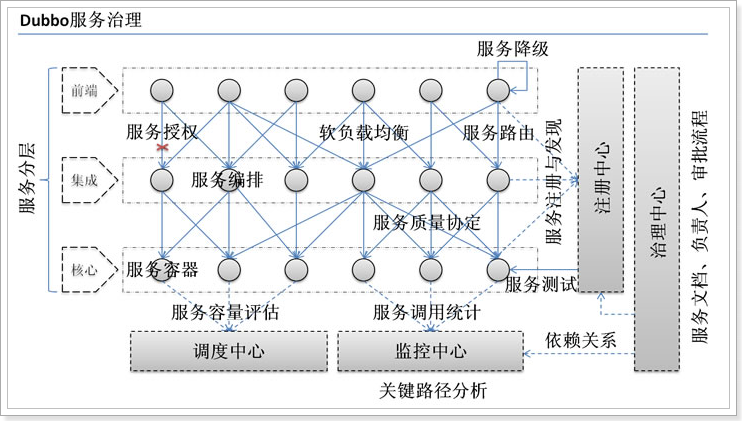 Dubbo服务治理
服务降级
前端
服务授权
软负载均衡
服务路由
服务分层
集成
服务编排
服务注册与发现
注册中心
治理中心
服务文档、负责人、审批流程
服务质量协定
核心
服务容器
服务测试
服务容量评估
服务调用统计
调度中心
监控中心
依赖关系
关键路径分析